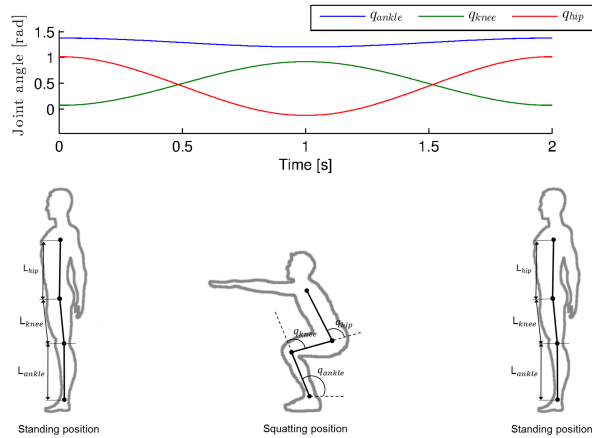 q_ankle q_knee q_hip
Joint angle [rad]
1.5
1
0.5
0
0 0.5 1 1.5 2
Time [s]
L_hip
L_knee
L_ankle
Standing position
q_knee
q_hip
q_ankle
Squatting position
L_hip
L_knee
L_ankle
Standing position